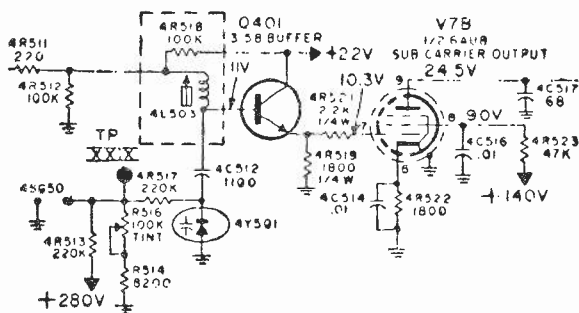 4R511
220
4R512
100K
4R518
100K
4L503
11V
Q401
3.58 BUFFER
+22V
10.3V
4R521
2.2K
1/4W
7
V7B
1/2 6AU8
SUB CARRIER OUTPUT
24.5V
9
8
6
90V
4C517
68
4C516
.01
4R523
47K
+140V
4R519
1800
1/4W
4C514
.01
4R522
1800
TP
XXX
4C512
1100
4R517
220K
4SG50
4R513
220K
R516
100K
TINT
R514
8200
4Y501
+280V